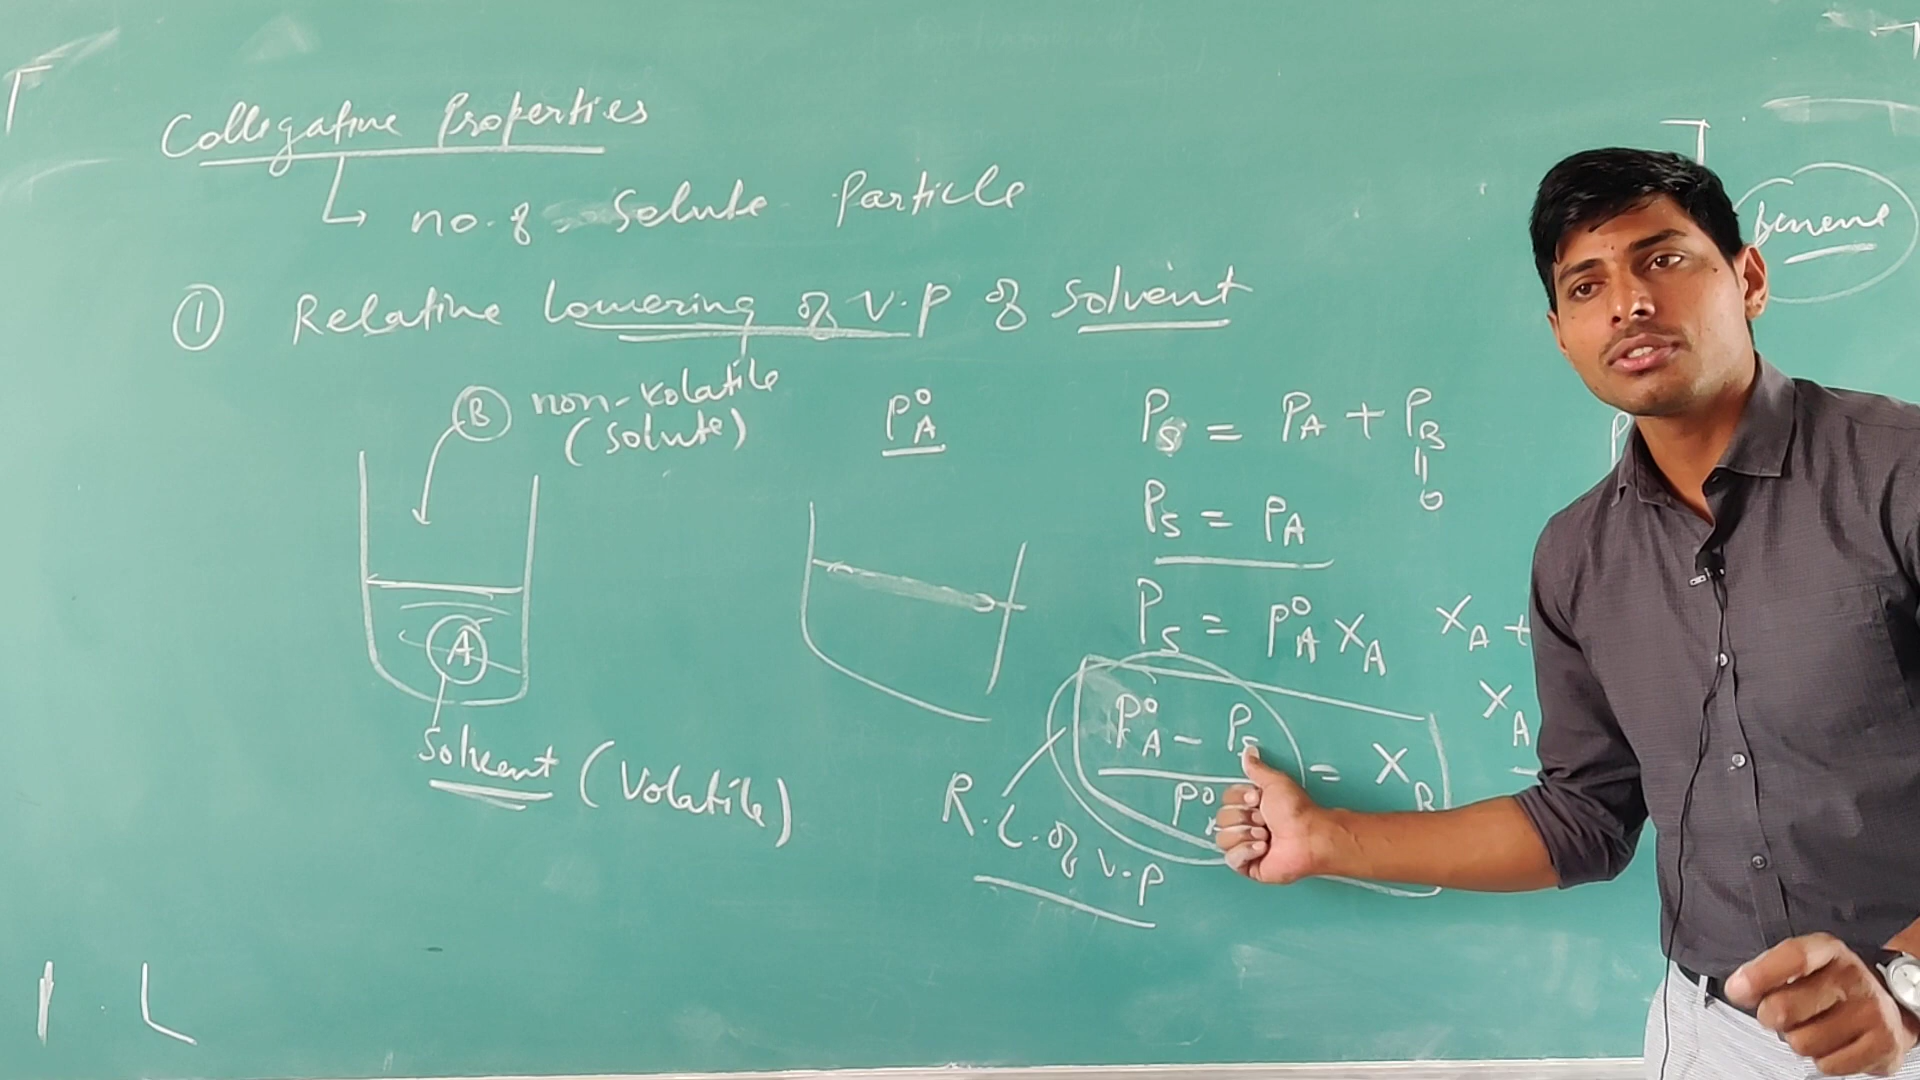 Colligative Properties
no. of solute Particle
① Relative lowering of V.P of Solvent
B non-volatile
(Solute)
A
Solvent (Volatile)
P°A
Ps = PA + PB
=
0
Ps = PA
Ps = P°A XA
XA +
XA
P°A - Ps
= XB
P°A
R.L. of V.P